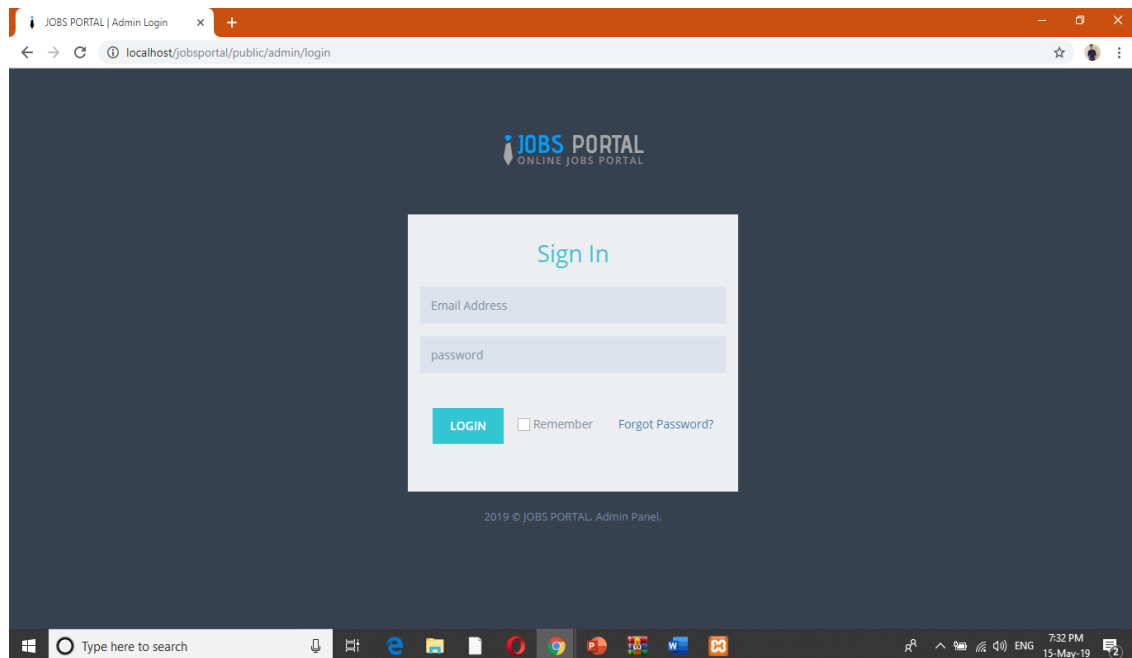 JOBS PORTAL | Admin Login
localhost/jobsportal/public/admin/login
JOBS PORTAL
ONLINE JOBS PORTAL
Sign In
Email Address
password
LOGIN
Remember
Forgot Password?
2019 © JOBS PORTAL. Admin Panel.
Type here to search
ENG
7:32 PM
15-May-19
2